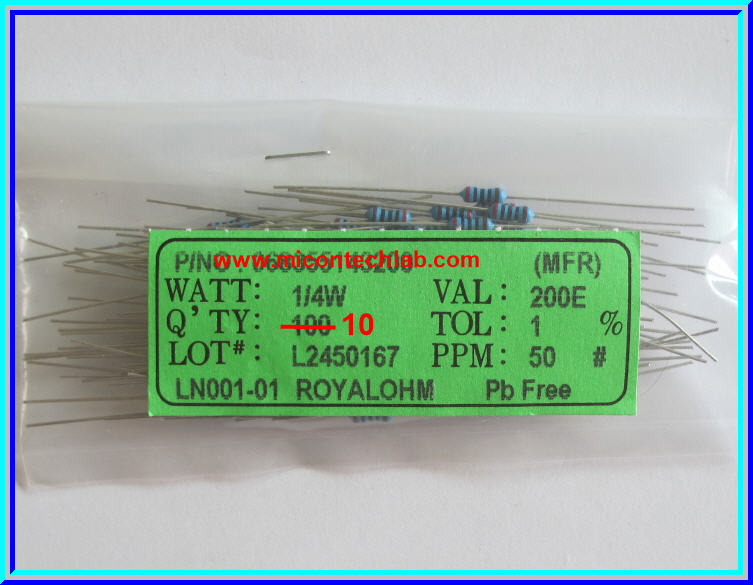 P/NO : (MFR)
www.micontechlab.com
WATT: 1/4W VAL: 200E
Q'TY: 100 10 TOL: 1 %
LOT#: L2450167 PPM: 50 #
LN001-01 ROYALOHM Pb Free